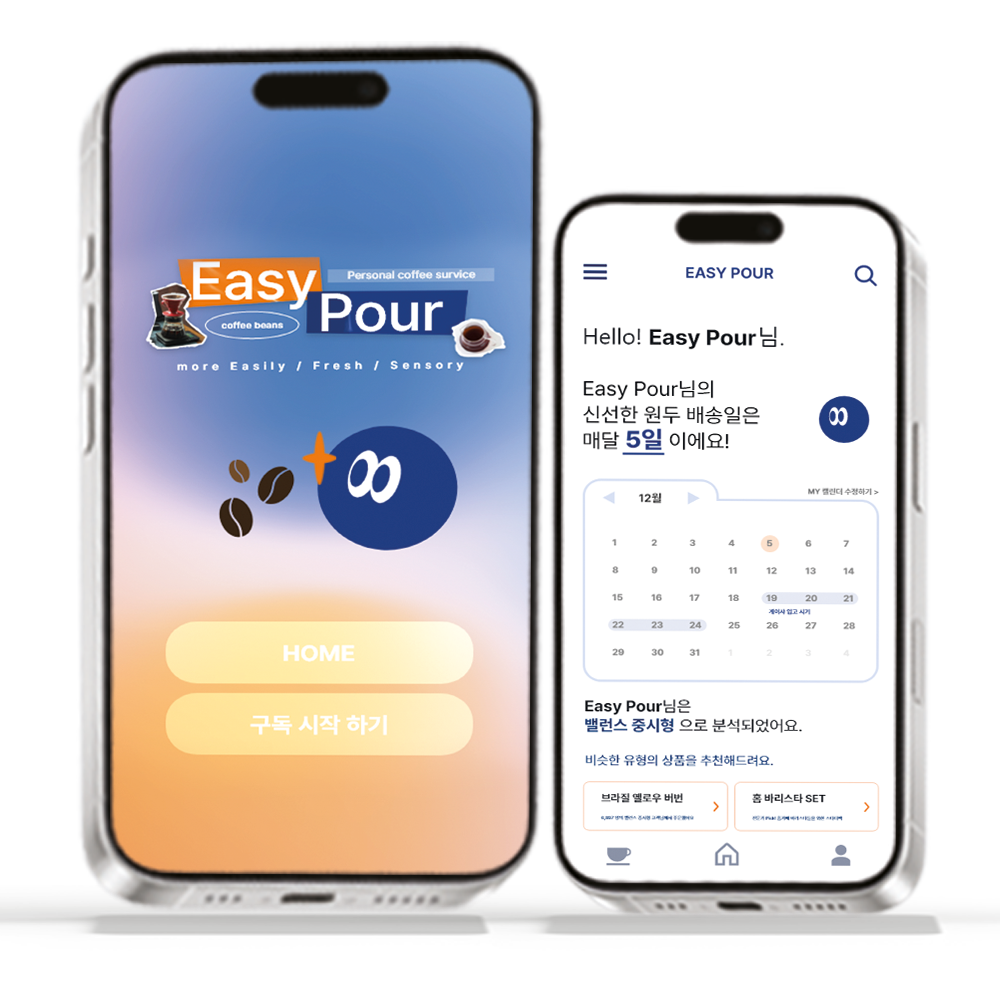 Easy
Personal coffee survice
coffee beans
Pour
more Easily / Fresh / Sensory
HOME
구독 시작 하기
EASY POUR
Hello! Easy Pour님.
Easy Pour님의
신선한 원두 배송일은
매달 5일 이에요!
MY 캘린더 수정하기 >
12월
1 2 3 4 5 6 7
8 9 10 11 12 13 14
15 16 17 18 19 20 21
게이샤 입고 시기
22 23 24 25 26 27 28
29 30 31 1 2 3 4
Easy Pour님은
밸런스 중시형 으로 분석되었어요.
비슷한 유형의 상품을 추천해드려요.
브라질 옐로우 버번
홈 바리스타 SET